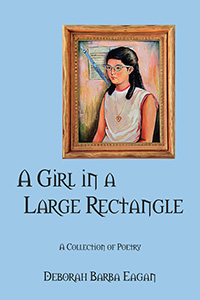 A Girl in a
Large Rectangle
A Collection of Poetry
Deborah Barba Eagan